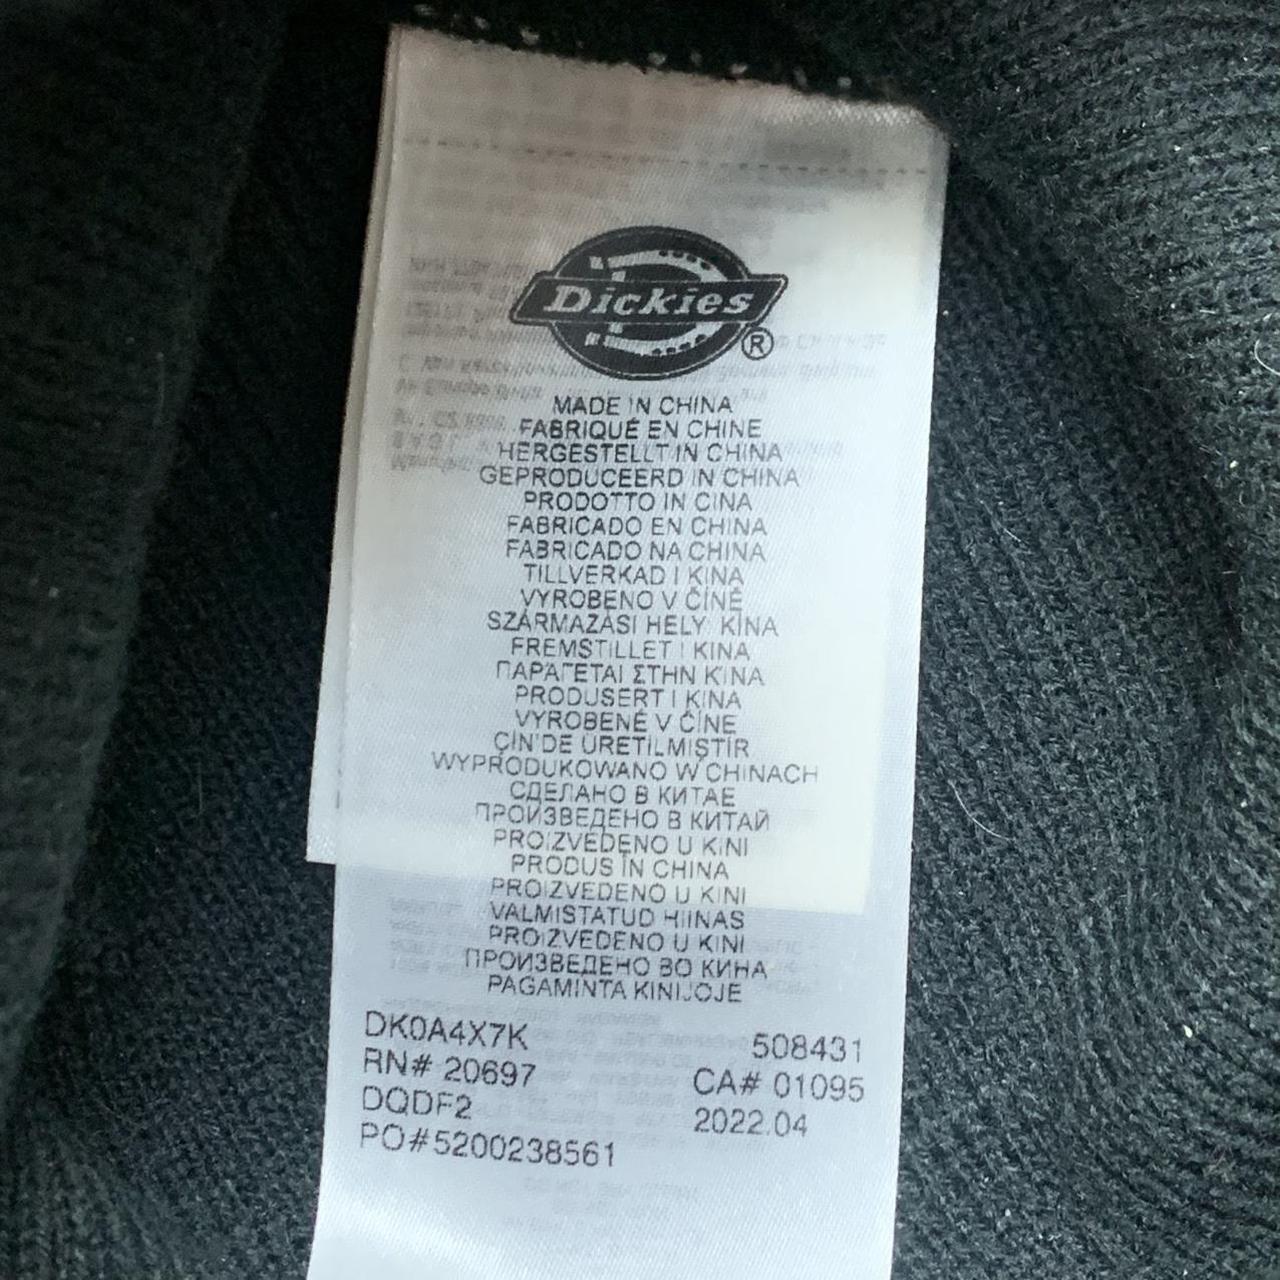 Dickies
®
MADE IN CHINA
FABRIQUÉ EN CHINE
HERGESTELLT IN CHINA
GEPRODUCEERD IN CHINA
PRODOTTO IN CINA
FABRICADO EN CHINA
FABRICADO NA CHINA
TILLVERKAD I KINA
VYROBENO V ČÍNĚ
SZÁRMAZÁSI HELY: KÍNA
FREMSTILLET I KINA
ΠΑΡΑΓΕΤΑΙ ΣΤΗΝ ΚΊΝΑ
PRODUSERT I KINA
VYROBENÉ V ČÍNE
ÇİN'DE ÜRETİLMİŞTİR
WYPRODUKOWANO W CHINACH
СДЕЛАНО В КИТАЕ
ПРОИЗВЕДЕНО В КИТАЙ
PROIZVEDENO U KINI
PRODUS ÎN CHINA
PROIZVEDENO U KINI
VALMISTATUD HIINAS
PROIZVEDENO U KINI
ПРОИЗВЕДЕНО ВО КИНА
PAGAMINTA KINIJOJE
DK0A4X7K 508431
RN# 20697 CA# 01095
DQDF2 2022.04
PO#5200238561